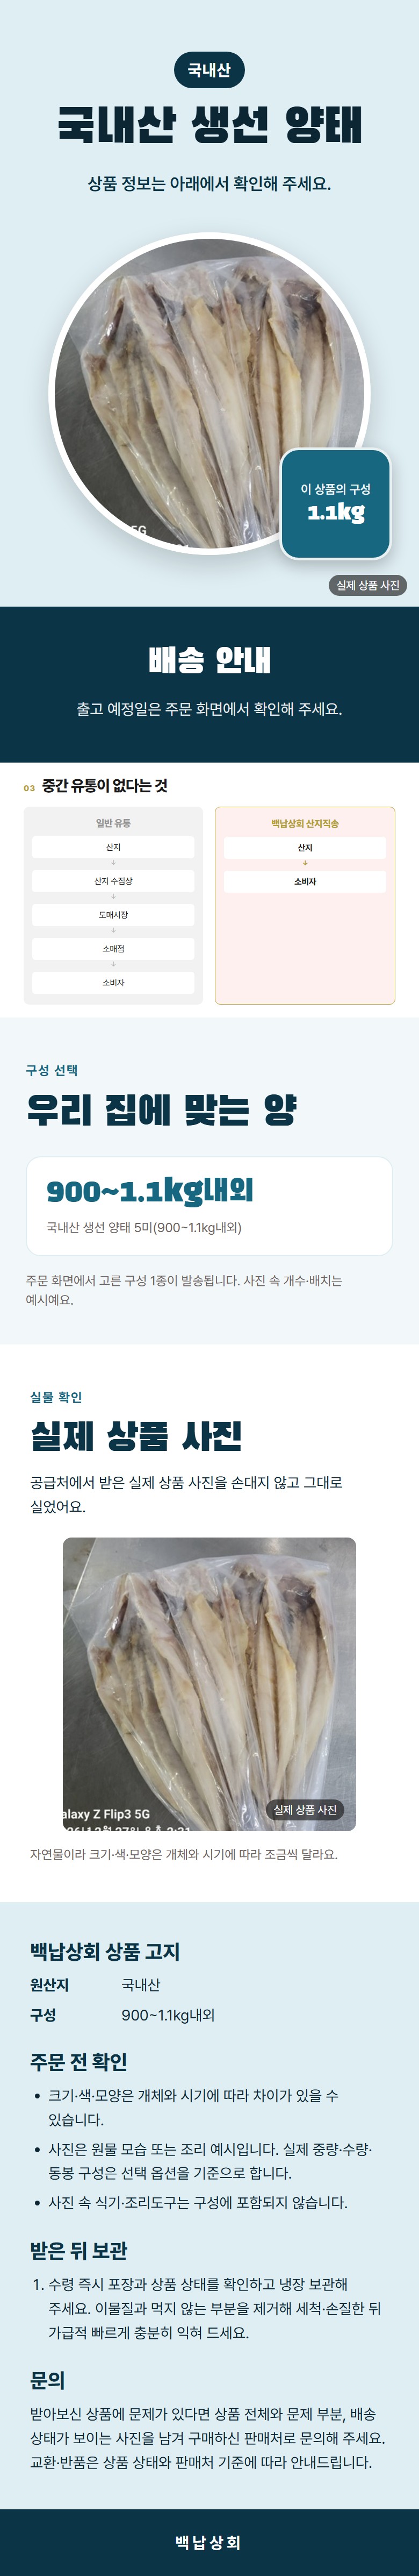 국내산
국내산 생선 양태
상품 정보는 아래에서 확인해 주세요.
5G
이 상품의 구성
1.1kg
실제 상품 사진
배송 안내
출고 예정일은 주문 화면에서 확인해 주세요.
03 중간 유통이 없다는 것
일반 유통
산지
↓
산지 수집상
↓
도매시장
↓
소매점
↓
소비자
백납상회 산지직송
산지
↓
소비자
구성 선택
우리 집에 맞는 양
900~1.1kg내외
국내산 생선 양태 5미(900~1.1kg내외)
주문 화면에서 고른 구성 1종이 발송됩니다. 사진 속 개수·배치는
예시예요.
실물 확인
실제 상품 사진
공급처에서 받은 실제 상품 사진을 손대지 않고 그대로
실었어요.
alaxy Z Flip3 5G
실제 상품 사진
자연물이라 크기·색·모양은 개체와 시기에 따라 조금씩 달라요.
백납상회 상품 고지
원산지 국내산
구성 900~1.1kg내외
주문 전 확인
• 크기·색·모양은 개체와 시기에 따라 차이가 있을 수
있습니다.
• 사진은 원물 모습 또는 조리 예시입니다. 실제 중량·수량·
동봉 구성은 선택 옵션을 기준으로 합니다.
• 사진 속 식기·조리도구는 구성에 포함되지 않습니다.
받은 뒤 보관
1. 수령 즉시 포장과 상품 상태를 확인하고 냉장 보관해
주세요. 이물질과 먹지 않는 부분을 제거해 세척·손질한 뒤
가급적 빠르게 충분히 익혀 드세요.
문의
받아보신 상품에 문제가 있다면 상품 전체와 문제 부분, 배송
상태가 보이는 사진을 남겨 구매하신 판매처로 문의해 주세요.
교환·반품은 상품 상태와 판매처 기준에 따라 안내드립니다.
백납상회